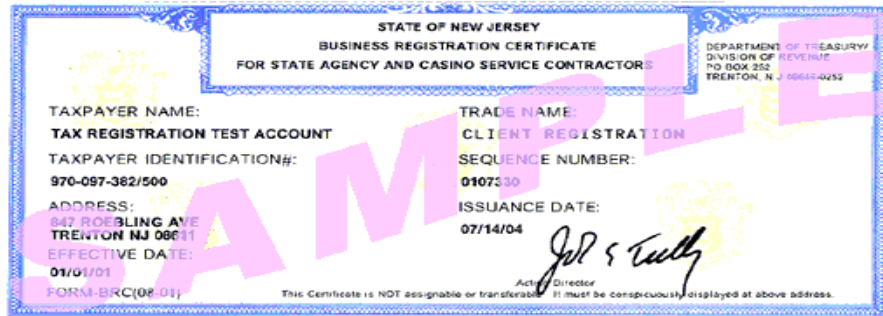 STATE OF NEW JERSEY
BUSINESS REGISTRATION CERTIFICATE
FOR STATE AGENCY AND CASINO SERVICE CONTRACTORS
DEPARTMENT OF TREASURY/
DIVISION OF REVENUE
PO BOX 252
TRENTON, N J 08646-0252
TAXPAYER NAME:
TAX REGISTRATION TEST ACCOUNT
TRADE NAME:
CLIENT REGISTRATION
TAXPAYER IDENTIFICATION#:
970-097-382/500
SEQUENCE NUMBER:
0107330
ADDRESS:
847 ROEBLING AVE
TRENTON NJ 08611
ISSUANCE DATE:
07/14/04
EFFECTIVE DATE:
01/01/01
FORM-BRC(08-01)
Acting Director
This Certificate is NOT assignable or transferable. It must be conspicuously displayed at above address.
SAMPLE